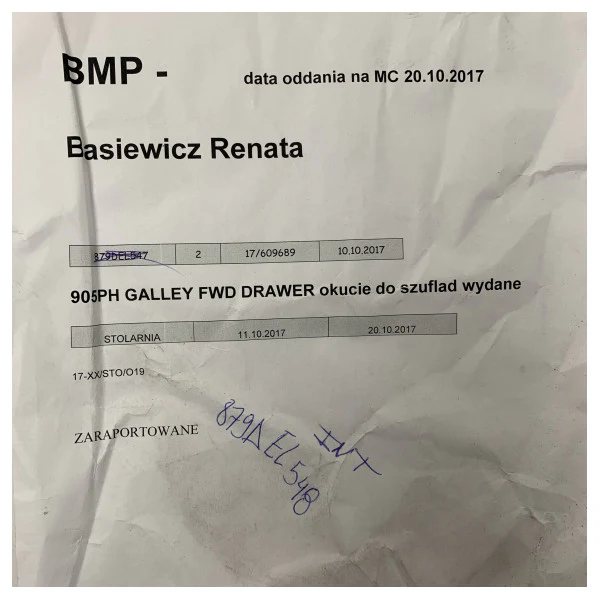 BMP - data oddania na MC 20.10.2017
Basiewicz Renata
879DEL547 2 17/609689 10.10.2017
905PH GALLEY FWD DRAWER okucie do szuflad wydane
STOLARNIA 11.10.2017 20.10.2017
17-XX/STO/O19
ZARAPORTOWANE
879DEL548
INT